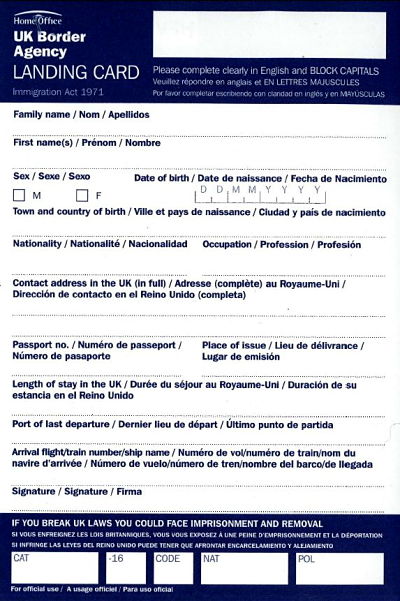 Home Office
UK Border
Agency
LANDING CARD
Immigration Act 1971
Please complete clearly in English and BLOCK CAPITALS
Veuillez répondre en anglais et EN LETTRES MAJUSCULES
Por favor completar escribiendo con claridad en inglés y en MAYÚSCULAS
Family name / Nom / Apellidos
First name(s) / Prénom / Nombre
Sex / Sexe / Sexo
Date of birth / Date de naissance / Fecha de Nacimiento
M F
D D M M Y Y Y Y
Town and country of birth / Ville et pays de naissance / Ciudad y país de nacimiento
Nationality / Nationalité / Nacionalidad
Occupation / Profession / Profesión
Contact address in the UK (in full) / Adresse (complète) au Royaume-Uni /
Dirección de contacto en el Reino Unido (completa)
Passport no. / Numéro de passeport /
Número de pasaporte
Place of issue / Lieu de délivrance /
Lugar de emisión
Length of stay in the UK / Durée du séjour au Royaume-Uni / Duración de su
estancia en el Reino Unido
Port of last departure / Dernier lieu de départ / Último punto de partida
Arrival flight/train number/ship name / Numéro de vol/numéro de train/nom du
navire d'arrivée / Número de vuelo/número de tren/nombre del barco/de llegada
Signature / Signature / Firma
IF YOU BREAK UK LAWS YOU COULD FACE IMPRISONMENT AND REMOVAL
SI VOUS ENFREIGNEZ LES LOIS BRITANNIQUES, VOUS VOUS EXPOSEZ À UNE PEINE D'EMPRISONNEMENT ET LA DÉPORTATION
SI INFRINGE LAS LEYES DEL REINO UNIDO PUEDE TENER QUE AFRONTAR ENCARCELAMIENTO Y ALEJAMIENTO
CAT
-16
CODE
NAT
POL
For official use / A usage officiel / Para uso oficial